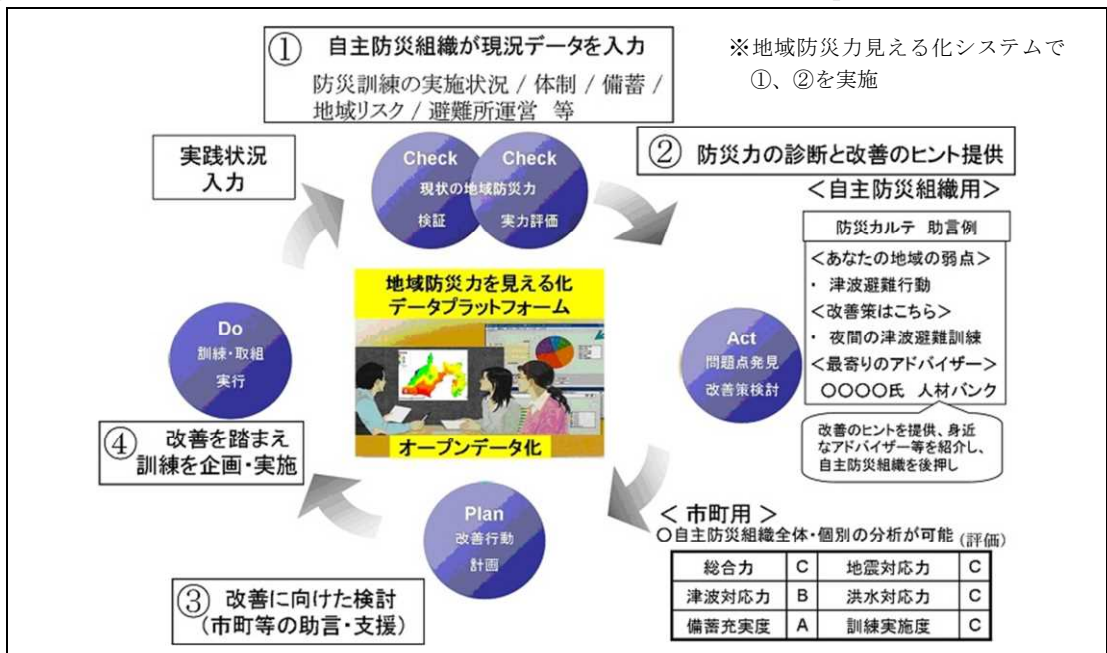 ① 自主防災組織が現況データを入力
防災訓練の実施状況 / 体制 / 備蓄 /
地域リスク / 避難所運営 等
※地域防災力見える化システムで
①、②を実施
実践状況
入力
Check
Check
現状の地域防災力
検証
実力評価
② 防災力の診断と改善のヒント提供
<自主防災組織用>
防災カルテ 助言例
<あなたの地域の弱点>
・ 津波避難行動
<改善策はこちら>
・ 夜間の津波避難訓練
<最寄りのアドバイザー>
〇〇〇〇氏 人材バンク
改善のヒントを提供、身近
なアドバイザー等を紹介し、
自主防災組織を後押し
地域防災力を見える化
データプラットフォーム
オープンデータ化
Act
問題点発見
改善策検討
Do
訓練・取組
実行
④ 改善を踏まえ
訓練を企画・実施
Plan
改善行動
計画
③ 改善に向けた検討
(市町等の助言・支援)
< 市町用 >
〇自主防災組織全体・個別の分析が可能 (評価)
総合力 C 地震対応力 C
津波対応力 B 洪水対応力 C
備蓄充実度 A 訓練実施度 C